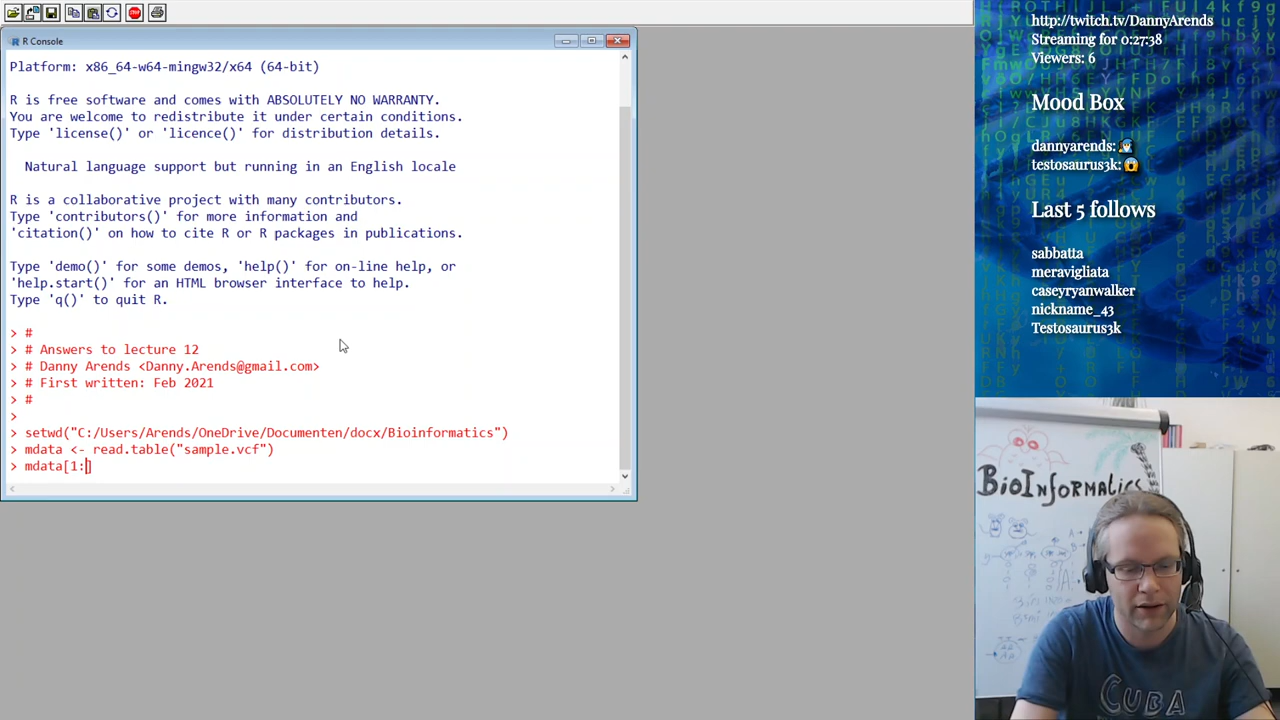 R Console
Platform: x86_64-w64-mingw32/x64 (64-bit)
R is free software and comes with ABSOLUTELY NO WARRANTY.
You are welcome to redistribute it under certain conditions.
Type 'license()' or 'licence()' for distribution details.
Natural language support but running in an English locale
R is a collaborative project with many contributors.
Type 'contributors()' for more information and
'citation()' on how to cite R or R packages in publications.
Type 'demo()' for some demos, 'help()' for on-line help, or
'help.start()' for an HTML browser interface to help.
Type 'q()' to quit R.
> #
> # Answers to lecture 12
> # Danny Arends <Danny.Arends@gmail.com>
> # First written: Feb 2021
> #
>
> setwd("C:/Users/Arends/OneDrive/Documenten/docx/Bioinformatics")
> mdata <- read.table("sample.vcf")
> mdata[1:]
http://twitch.tv/DannyArends
Streaming for 0:27:38
Viewers: 6
Mood Box
dannyarends:
testosaurus3k:
Last 5 follows
sabbatta
meravigliata
caseyryanwalker
nickname_43
Testosaurus3k
BioInformatics
CUBA